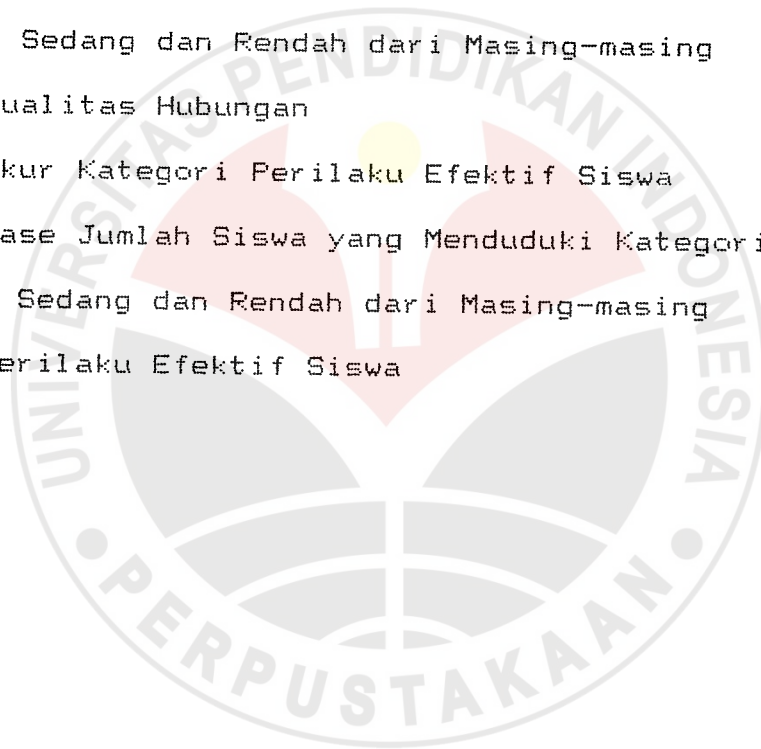 Sedang dan Rendah dari Masing-masing
ualitas Hubungan
kur Kategori Perilaku Efektif Siswa
ase Jumlah Siswa yang Menduduki Kategori
Sedang dan Rendah dari Masing-masing
erilaku Efektif Siswa
UNIVERSITAS PENDIDIKAN INDONESIA
PERPUSTAKAAN